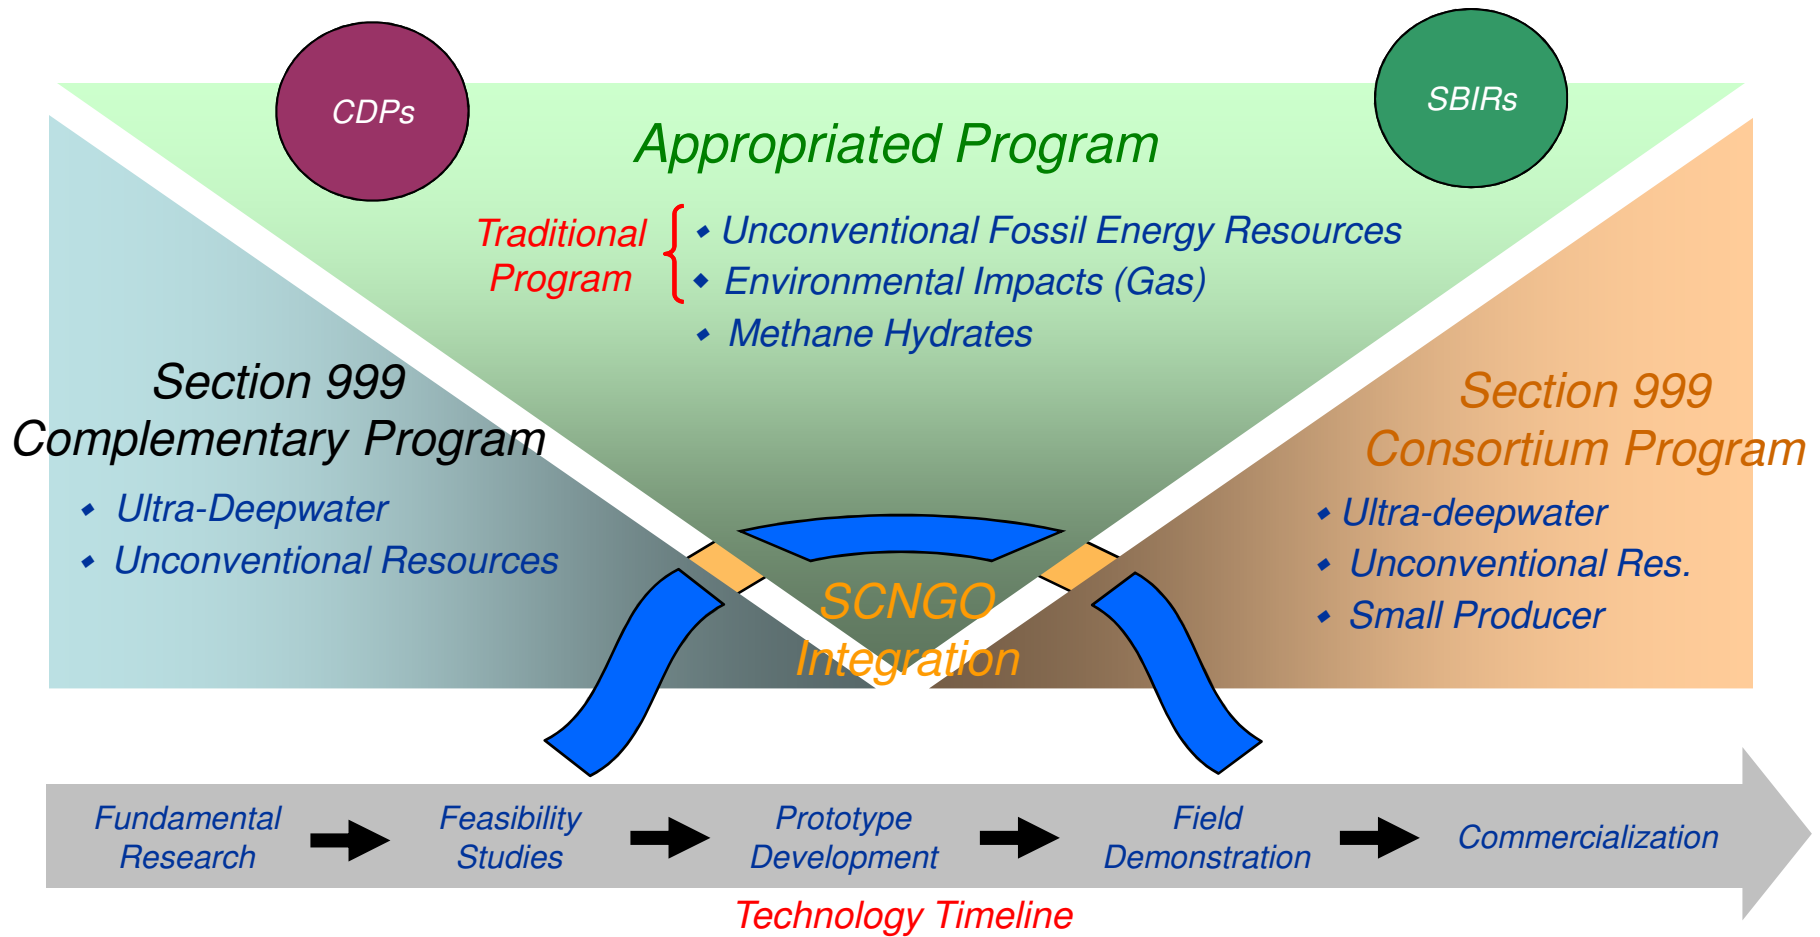 CDPs
SBIRs
Appropriated Program
Traditional
Program
Unconventional Fossil Energy Resources
Environmental Impacts (Gas)
Methane Hydrates
Section 999
Complementary Program
Ultra-Deepwater
Unconventional Resources
Section 999
Consortium Program
Ultra-deepwater
Unconventional Res.
Small Producer
SCNGO
Integration
Fundamental
Research
Feasibility
Studies
Prototype
Development
Field
Demonstration
Commercialization
Technology Timeline